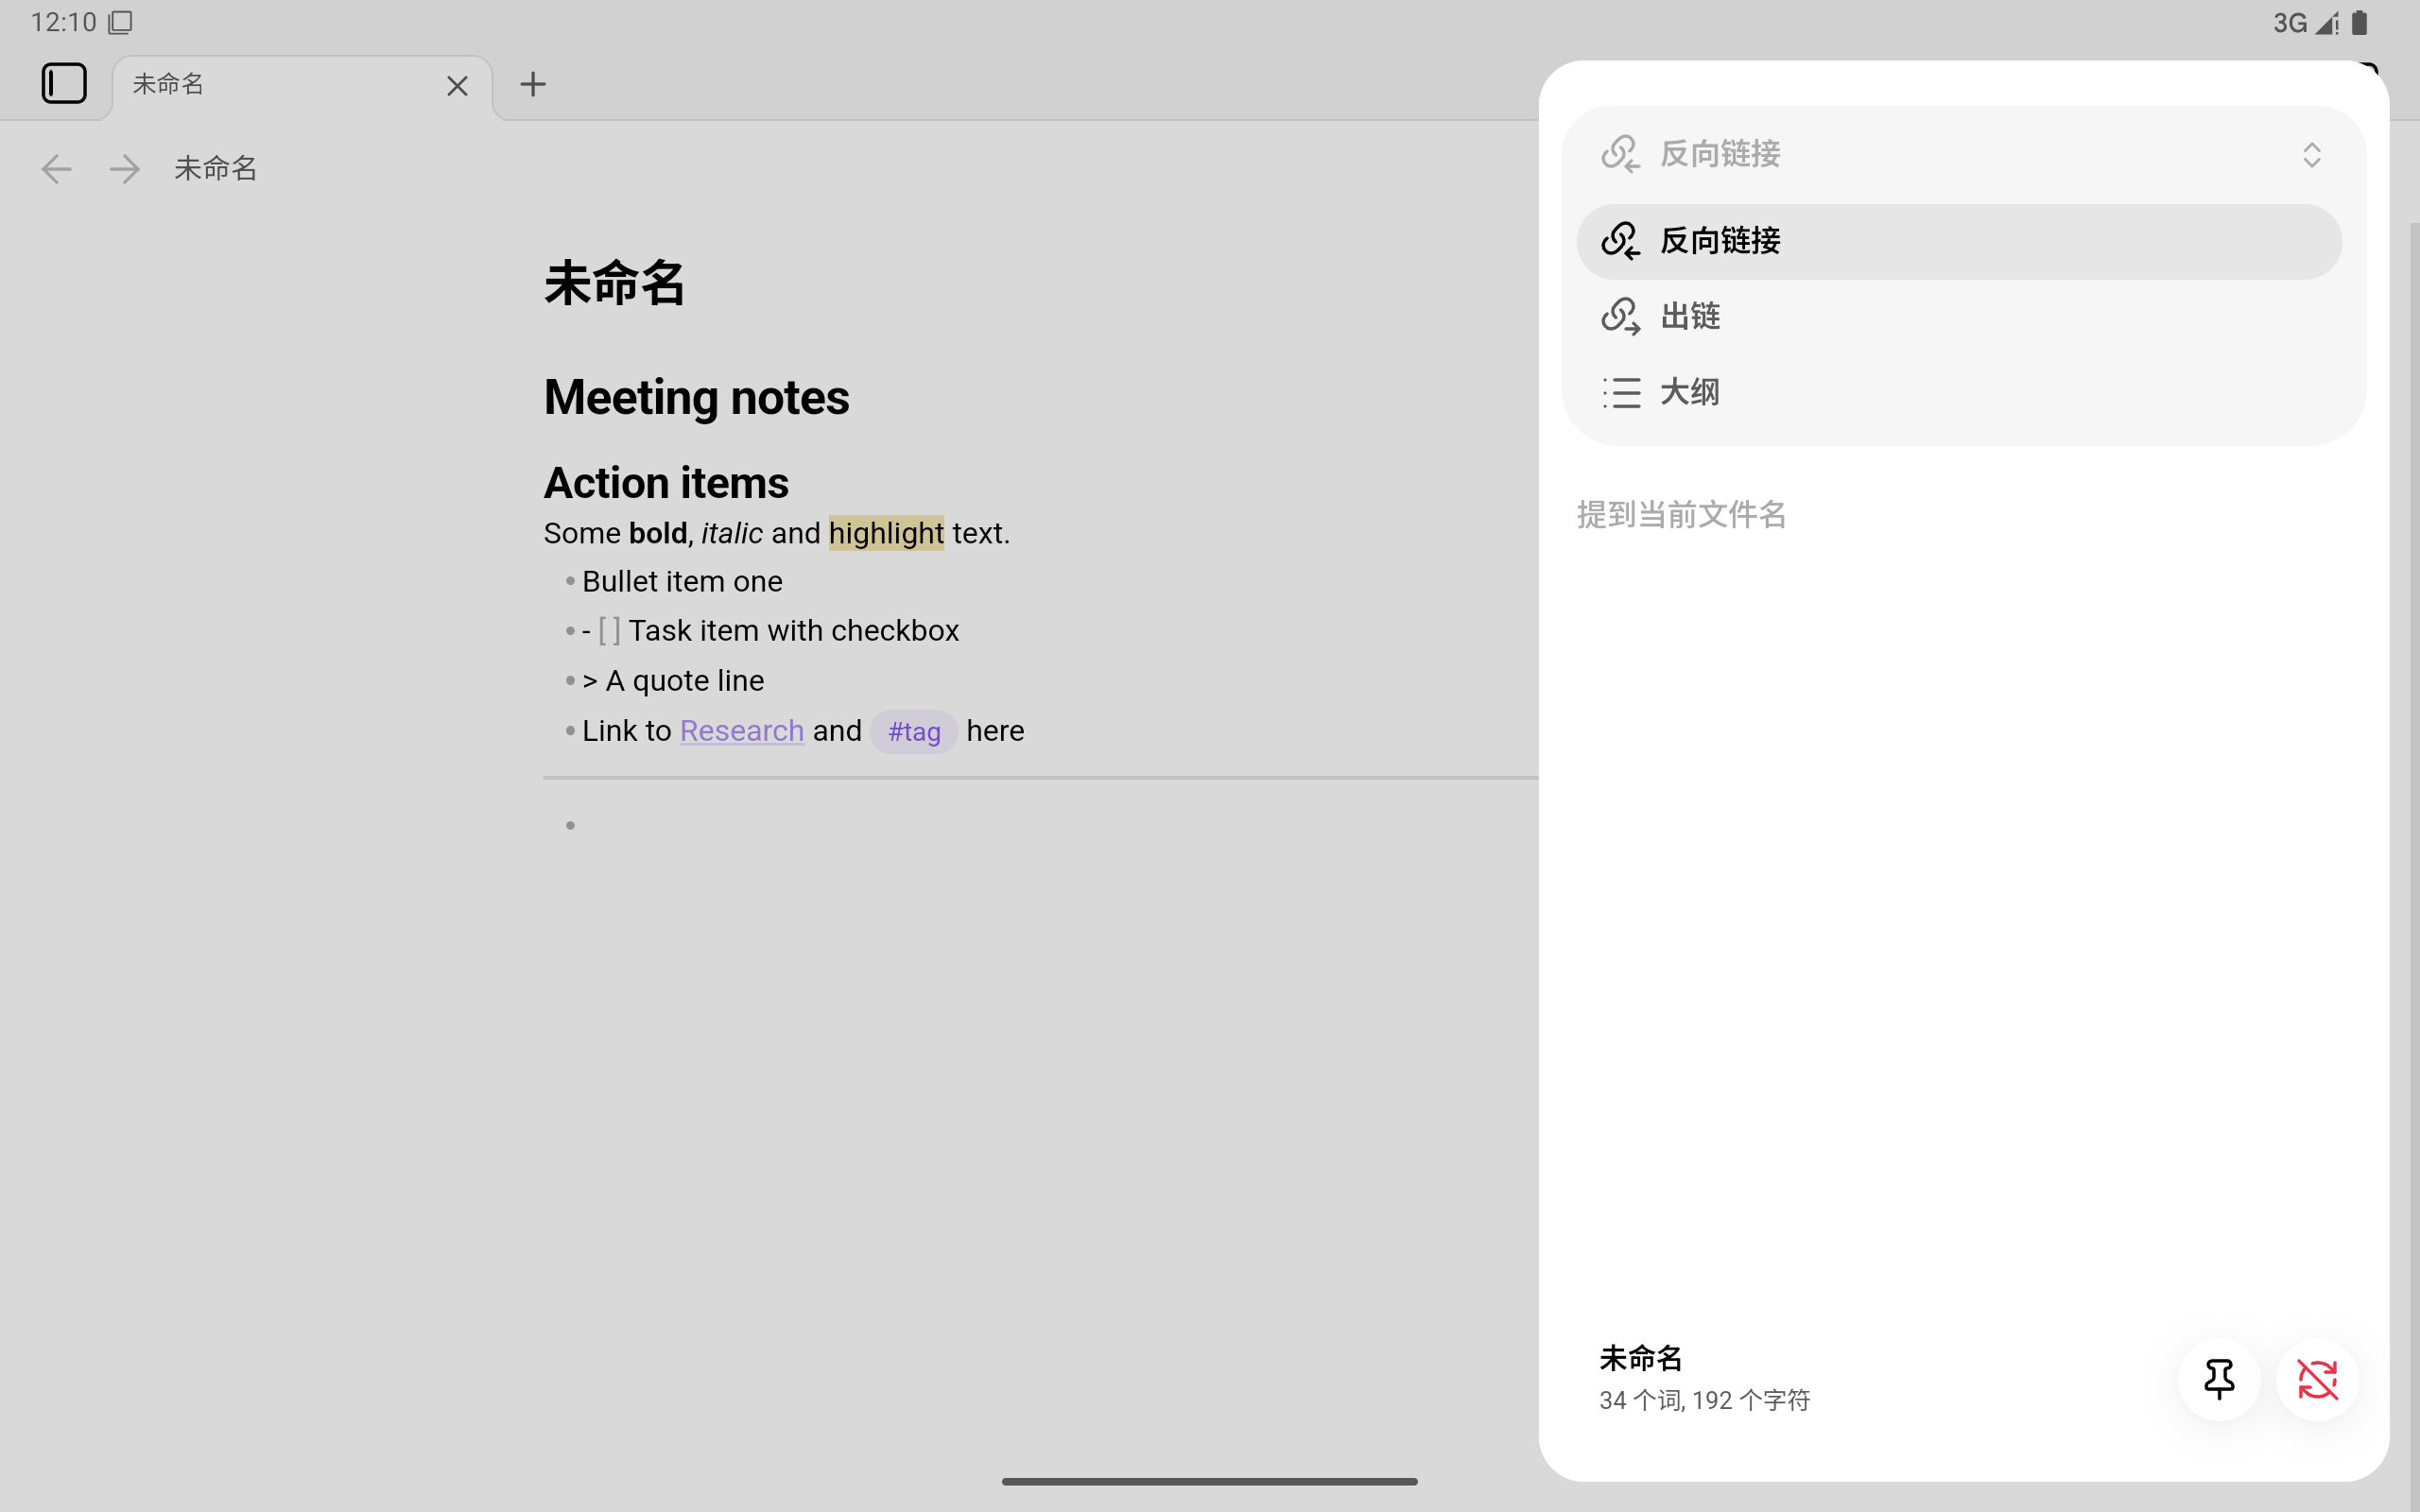 12:10
3G
未命名
未命名
未命名
Meeting notes
Action items
Some bold, italic and highlight text.
Bullet item one
- [ ] Task item with checkbox
> A quote line
Link to Research and #tag here
反向链接
反向链接
出链
大纲
提到当前文件名
未命名
34 个词, 192 个字符